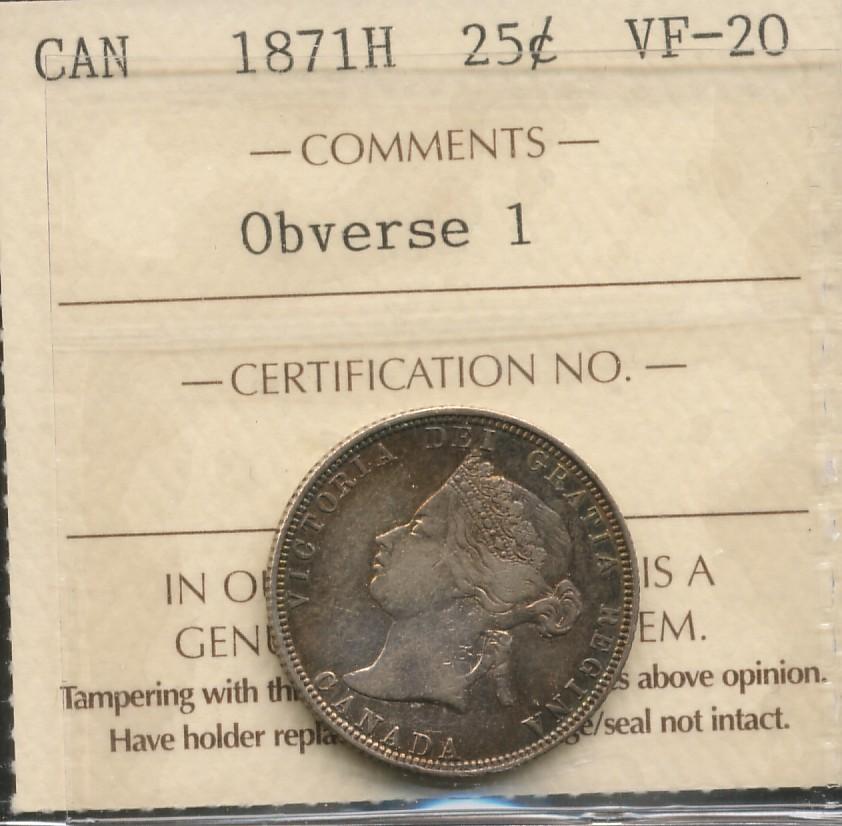 CAN 1871H 25¢ VF-20
— COMMENTS —
Obverse 1
— CERTIFICATION NO. —
VICTORIA DEI GRATIA REGINA
CANADA
IN IS A
GENU EM.
Tampering with th s above opinion.
Have holder repla e/seal not intact.